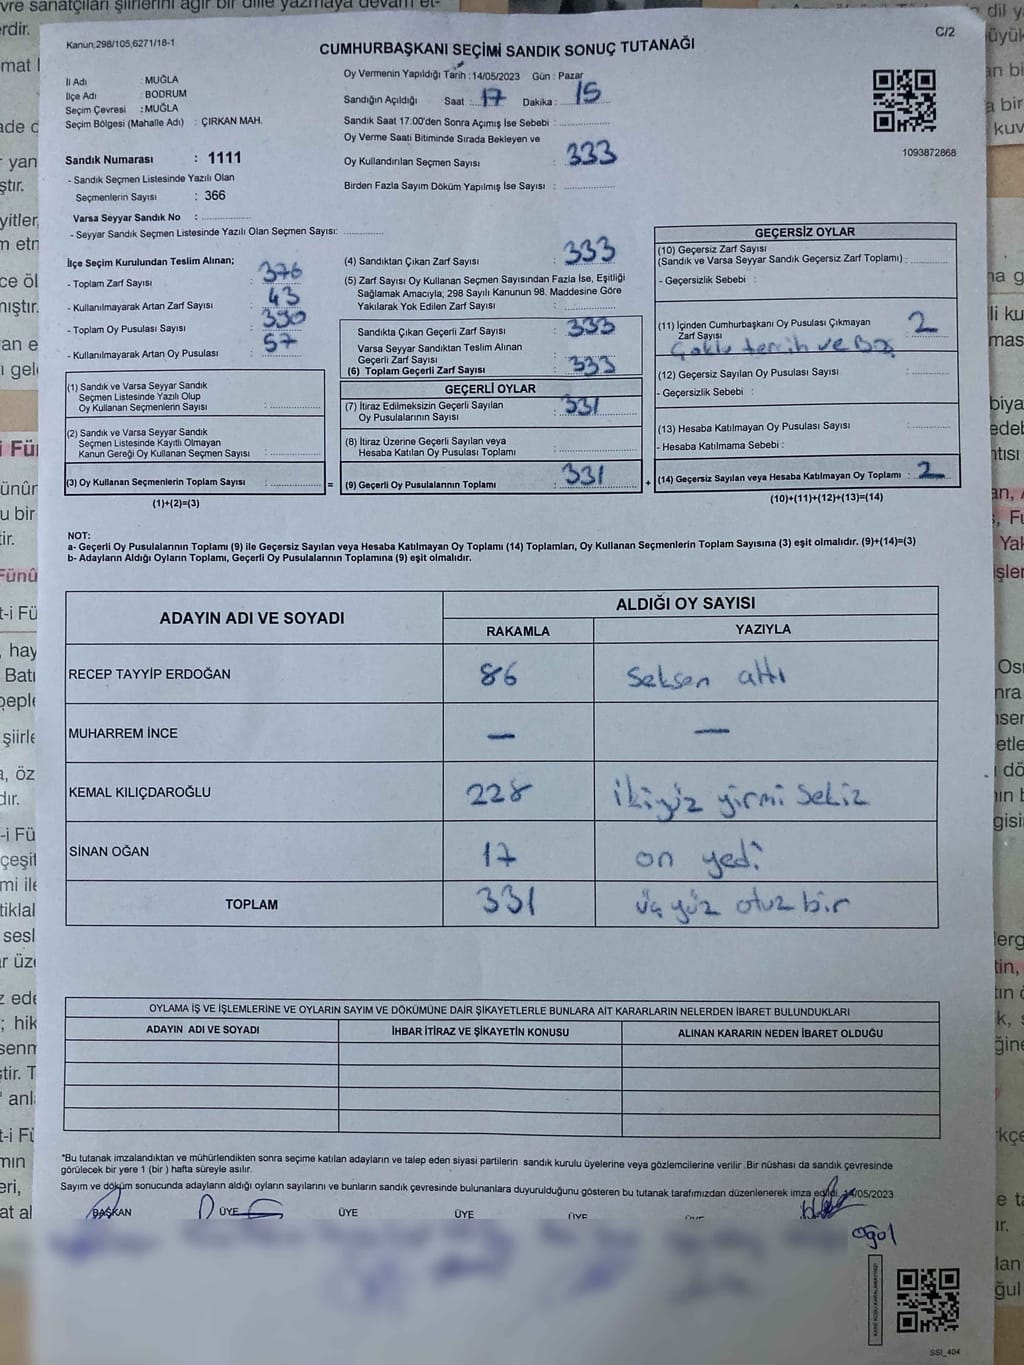 Kanun;298/105,6271/18-1
C/2
CUMHURBAŞKANI SEÇİMİ SANDIK SONUÇ TUTANAĞI
İl Adı : MUĞLA
İlçe Adı : BODRUM
Seçim Çevresi : MUĞLA
Seçim Bölgesi (Mahalle Adı) : ÇIRKAN MAH.
Sandık Numarası : 1111
- Sandık Seçmen Listesinde Yazılı Olan
Seçmenlerin Sayısı : 366
Varsa Seyyar Sandık No : ..................
- Seyyar Sandık Seçmen Listesinde Yazılı Olan Seçmen Sayısı: ..............
Oy Vermenin Yapıldığı Tarih :14/05/2023 Gün : Pazar
Sandığın Açıldığı Saat : 17 Dakika : 15
Sandık Saat 17:00'den Sonra Açımış İse Sebebi : ..................
Oy Verme Saati Bitiminde Sırada Bekleyen ve
Oy Kullandırılan Seçmen Sayısı : 333
Birden Fazla Sayım Döküm Yapılmış İse Sayısı : ..................
1093872868
İlçe Seçim Kurulundan Teslim Alınan;
- Toplam Zarf Sayısı : 376
- Kullanılmayarak Artan Zarf Sayısı : 43
- Toplam Oy Pusulası Sayısı : 390
- Kullanılmayarak Artan Oy Pusulası : 57
(1) Sandık ve Varsa Seyyar Sandık
Seçmen Listesinde Yazılı Olup
Oy Kullanan Seçmenlerin Sayısı : ..................
(2) Sandık ve Varsa Seyyar Sandık
Seçmen Listesinde Kayıtlı Olmayan
Kanun Gereği Oy Kullanan Seçmen Sayısı : ..................
(3) Oy Kullanan Seçmenlerin Toplam Sayısı : ..................
(1)+(2)=(3)
(4) Sandıktan Çıkan Zarf Sayısı : 333
(5) Zarf Sayısı Oy Kullanan Seçmen Sayısından Fazla İse, Eşitliği
Sağlamak Amacıyla; 298 Sayılı Kanunun 98. Maddesine Göre
Yakılarak Yok Edilen Zarf Sayısı : ..................
Sandıkta Çıkan Geçerli Zarf Sayısı : 333
Varsa Seyyar Sandıktan Teslim Alınan
Geçerli Zarf Sayısı
(6) Toplam Geçerli Zarf Sayısı : 333
GEÇERLİ OYLAR
(7) İtiraz Edilmeksizin Geçerli Sayılan : 331
Oy Pusulalarının Sayısı
(8) İtiraz Üzerine Geçerli Sayılan veya
Hesaba Katılan Oy Pusulası Toplamı : ..................
= (9) Geçerli Oy Pusulalarının Toplamı : 331 +
GEÇERSİZ OYLAR
(10) Geçersiz Zarf Sayısı
(Sandık ve Varsa Seyyar Sandık Geçersiz Zarf Toplamı) : ............
- Geçersizlik Sebebi :
(11) İçinden Cumhurbaşkanı Oy Pusulası Çıkmayan
Zarf Sayısı : 2
Çoklu tercih ve Boş
(12) Geçersiz Sayılan Oy Pusulası Sayısı : ............
- Geçersizlik Sebebi :
(13) Hesaba Katılmayan Oy Pusulası Sayısı : ............
- Hesaba Katılmama Sebebi :
(14) Geçersiz Sayılan veya Hesaba Katılmayan Oy Toplamı : 2
(10)+(11)+(12)+(13)=(14)
NOT:
a- Geçerli Oy Pusulalarının Toplamı (9) ile Geçersiz Sayılan veya Hesaba Katılmayan Oy Toplamı (14) Toplamları, Oy Kullanan Seçmenlerin Toplam Sayısına (3) eşit olmalıdır. (9)+(14)=(3)
b- Adayların Aldığı Oyların Toplamı, Geçerli Oy Pusulalarının Toplamına (9) eşit olmalıdır.
ADAYIN ADI VE SOYADI
ALDIĞI OY SAYISI
RAKAMLA YAZIYLA
RECEP TAYYİP ERDOĞAN 86 Seksen altı
MUHARREM İNCE — —
KEMAL KILIÇDAROĞLU 228 ikiyüz yirmi sekiz
SİNAN OĞAN 17 on yedi
TOPLAM 331 üç yüz otuz bir
OYLAMA İŞ VE İŞLEMLERİNE VE OYLARIN SAYIM VE DÖKÜMÜNE DAİR ŞİKAYETLERLE BUNLARA AİT KARARLARIN NELERDEN İBARET BULUNDUKLARI
ADAYIN ADI VE SOYADI İHBAR İTİRAZ VE ŞİKAYETİN KONUSU ALINAN KARARIN NEDEN İBARET OLDUĞU
*Bu tutanak imzalandıktan ve mühürlendikten sonra seçime katılan adayların ve talep eden siyasi partilerin sandık kurulu üyelerine veya gözlemcilerine verilir .Bir nüshası da sandık çevresinde
görülecek bir yere 1 (bir ) hafta süreyle asılır.
Sayım ve döküm sonucunda adayların aldığı oyların sayılarını ve bunların sandık çevresinde bulunanlara duyurulduğunu gösteren bu tutanak tarafımızdan düzenlenerek imza edildi. 14/05/2023
BAŞKAN ÜYE ÜYE ÜYE ÜYE
SSI_404